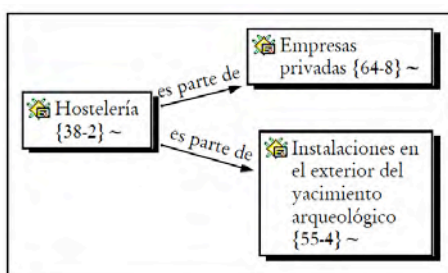 Empresas
privadas {64-8} ~
es parte de
Hostelería
{38-2} ~
es parte de
Instalaciones en
el exterior del
yacimiento
arqueológico
{55-4} ~